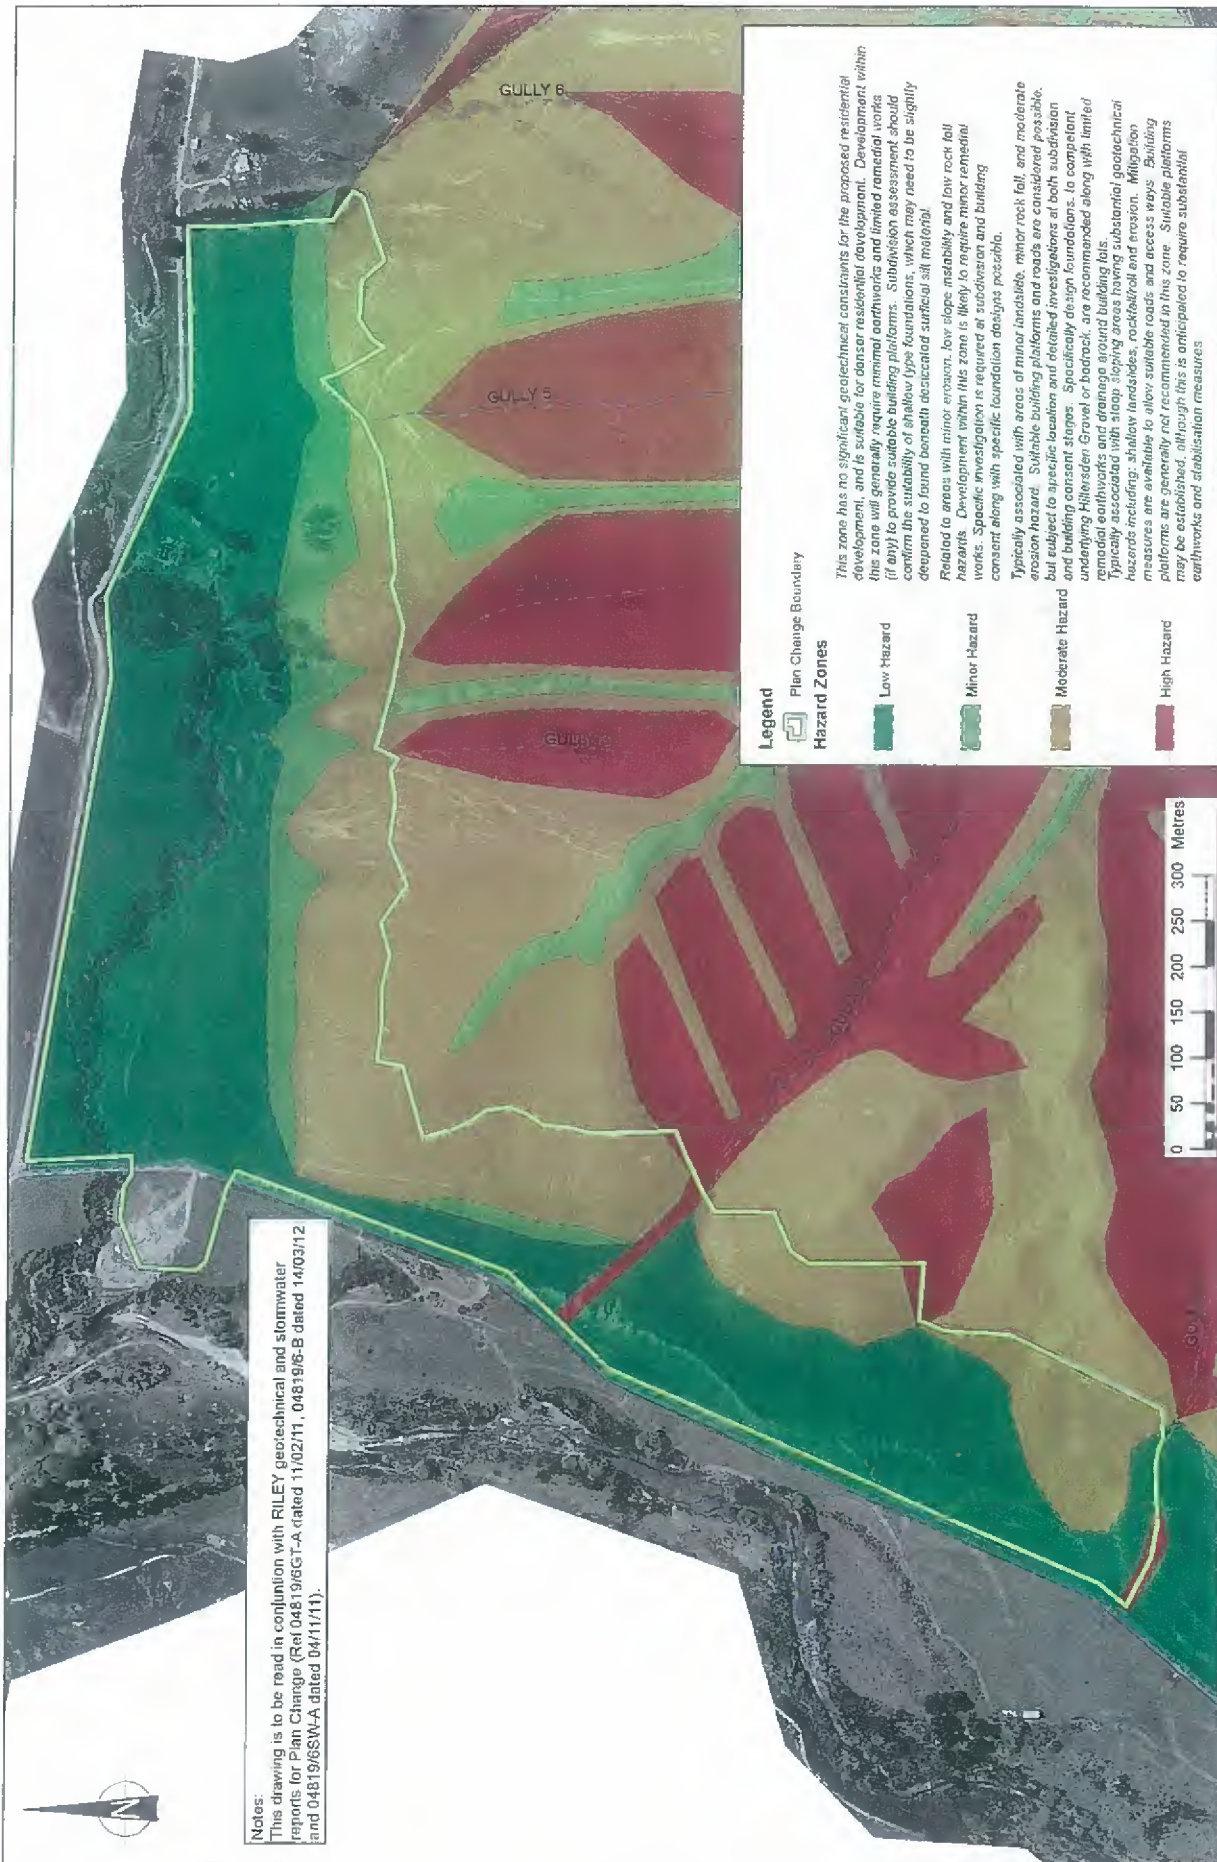 Notes:
This drawing is to be read in conjuntion with RILEY geotechnical and stormwater
reports for Plan Change (Ref 04819/6GT-A dated 11/02/11, 04819/6-B dated 14/03/12
and 04819/6SW-A dated 04/11/11).
N
GULLY 6
GULLY 5
Legend
Plan Change Boundary
Hazard Zones
Low Hazard
This zone has no significant geotechnical constraints for the proposed residential
development, and is suitable for denser residential development. Development within
this zone will generally require minimal earthworks and limited remedial works
(if any) to provide suitable building platforms. Subdivision assessment should
confirm the suitability of shallow type foundations, which may need to be slightly
deepened to found beneath desiccated surficial silt material.
Minor Hazard
Related to areas with minor erosion, low slope instability and low rock fall
hazards. Development within this zone is likely to require minor remedial
works. Specific investigation is required at subdivision and building
consent along with specific foundation designs possible.
Moderate Hazard
Typically associated with areas of minor landslide, minor rock fall, and moderate
erosion hazard. Suitable building platforms and roads are considered possible,
but subject to specific location and detailed investigations at both subdivision
and building consent stages. Specifically design foundations, to competent
underlying Hillersden Gravel or bedrock, are recommended along with limited
remedial earthworks and drainage around building lots.
High Hazard
Typically associated with steep sloping areas having substantial geotechnical
hazards including: shallow landslides, rockfall/roll and erosion. Mitigation
measures are available to allow suitable roads and access ways. Building
platforms are generally not recommended in this zone. Suitable platforms
may be established, although this is anticipated to require substantial
earthworks and stabilisation measures
0 50 100 150 200 250 300 Metres